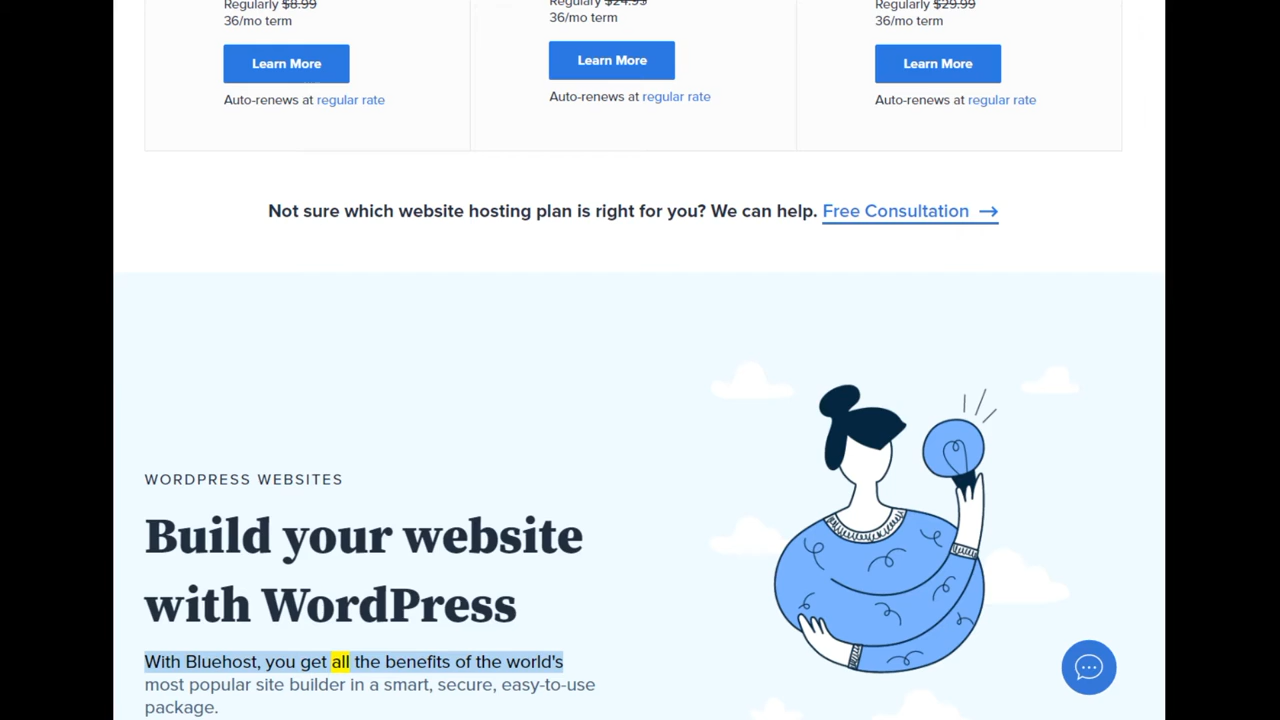 Regularly $8.99
36/mo term
Learn More
Auto-renews at regular rate
Regularly $24.95
36/mo term
Learn More
Auto-renews at regular rate
Regularly $29.99
36/mo term
Learn More
Auto-renews at regular rate
Not sure which website hosting plan is right for you? We can help. Free Consultation →
WORDPRESS WEBSITES
Build your website
with WordPress
With Bluehost, you get all the benefits of the world's
most popular site builder in a smart, secure, easy-to-use
package.